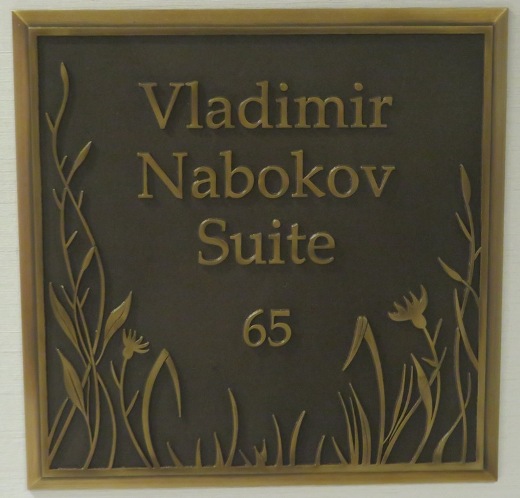 Vladimir
Nabokov
Suite
65